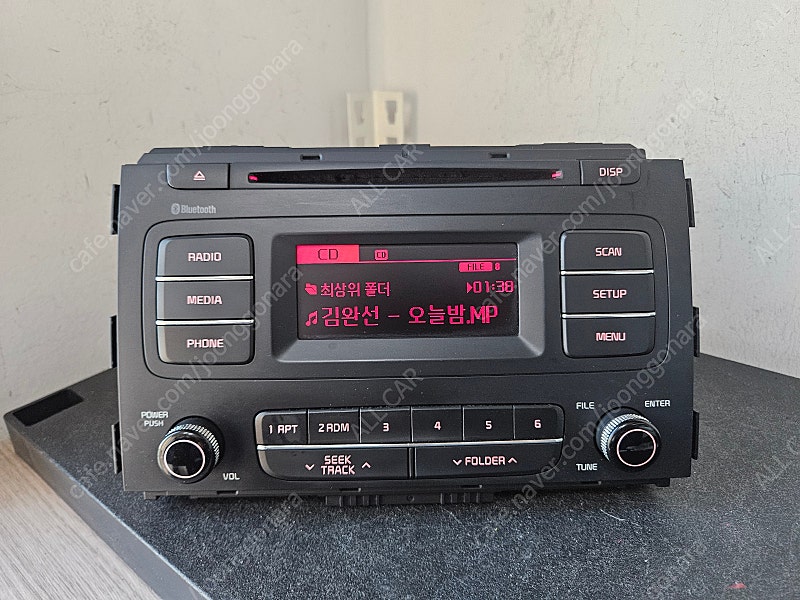 DISP
Bluetooth
RADIO
MEDIA
PHONE
CD
CD
FILE 8
최상위 폴더
01:38
김완선 - 오늘밤.MP
SCAN
SETUP
MENU
POWER
PUSH
VOL
1 RPT
2 RDM
3
4
5
6
SEEK
TRACK
FOLDER
FILE
ENTER
TUNE
cafe.naver.com/joonggonara
ALL CAR